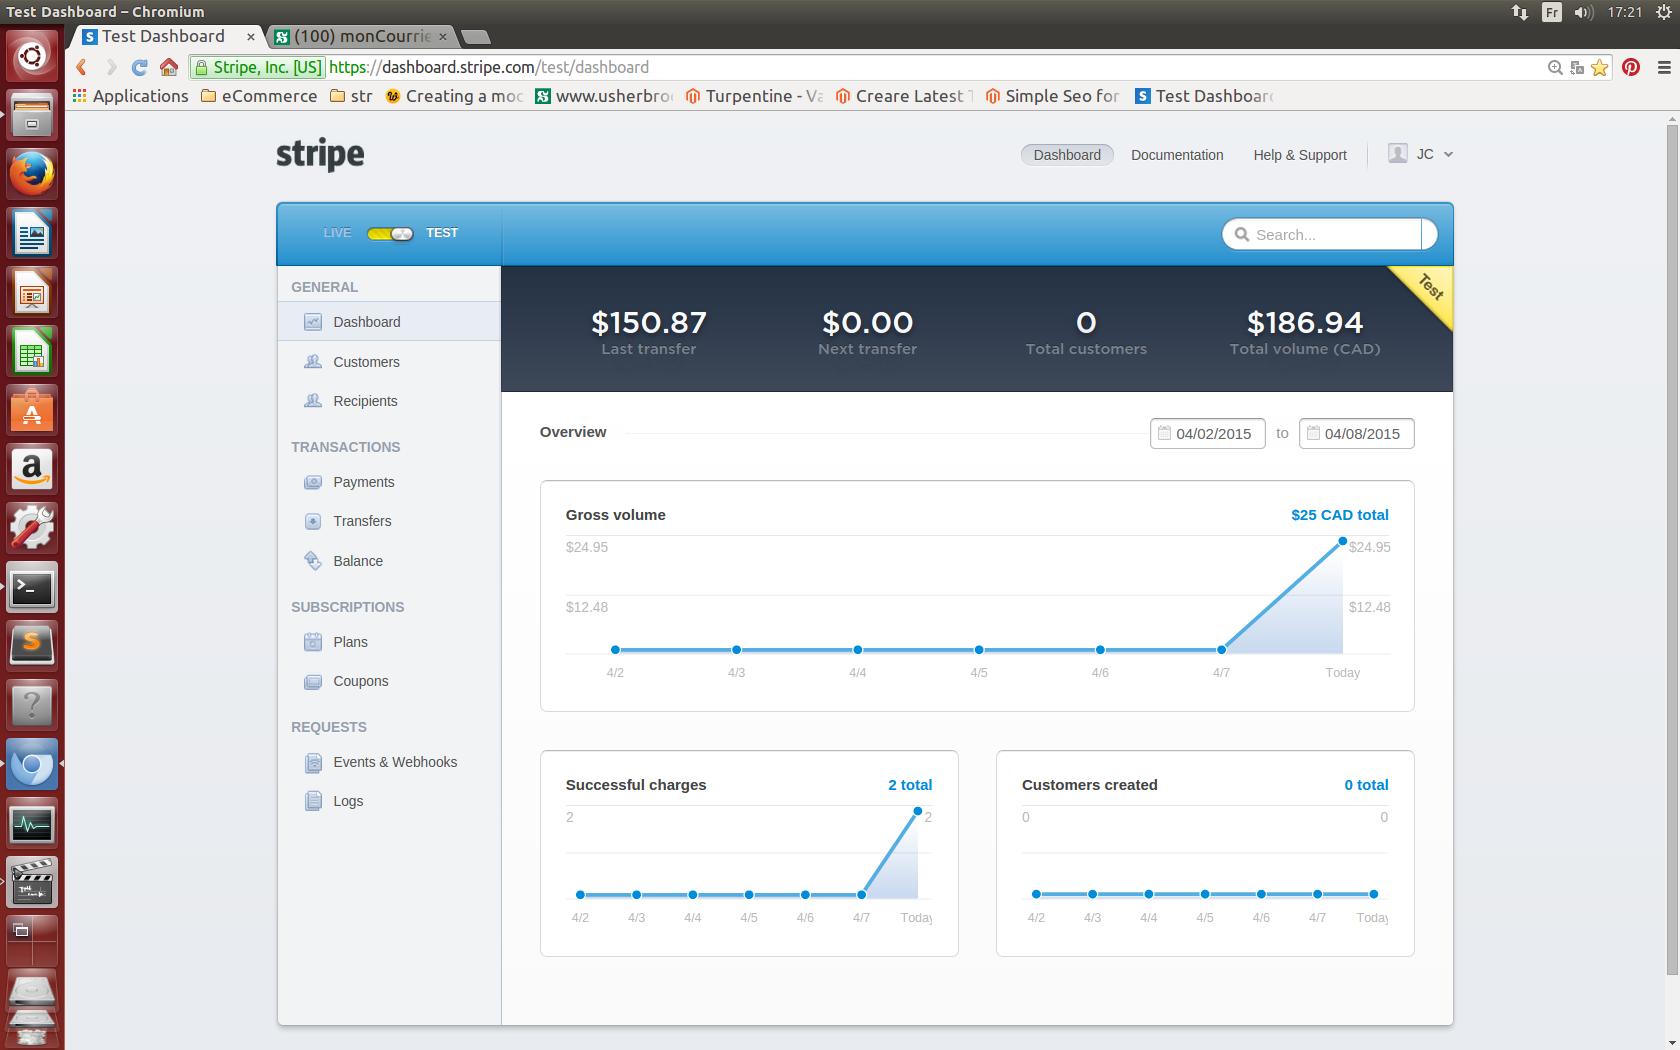 Test Dashboard – Chromium
Fr
17:21
Test Dashboard
(100) monCourrie
Stripe, Inc. [US] https://dashboard.stripe.com/test/dashboard
Applications eCommerce str Creating a moc www.usherbro Turpentine - Va Creare Latest Simple Seo for Test Dashboard
stripe
Dashboard Documentation Help & Support JC
LIVE TEST
Search...
GENERAL
Dashboard
Customers
Recipients
TRANSACTIONS
Payments
Transfers
Balance
SUBSCRIPTIONS
Plans
Coupons
REQUESTS
Events & Webhooks
Logs
$150.87 $0.00 0 $186.94
Last transfer Next transfer Total customers Total volume (CAD)
Test
Overview 04/02/2015 to 04/08/2015
Gross volume $25 CAD total
$24.95 $24.95
$12.48 $12.48
4/2 4/3 4/4 4/5 4/6 4/7 Today
Successful charges 2 total
2 2
4/2 4/3 4/4 4/5 4/6 4/7 Today
Customers created 0 total
0 0
4/2 4/3 4/4 4/5 4/6 4/7 Today